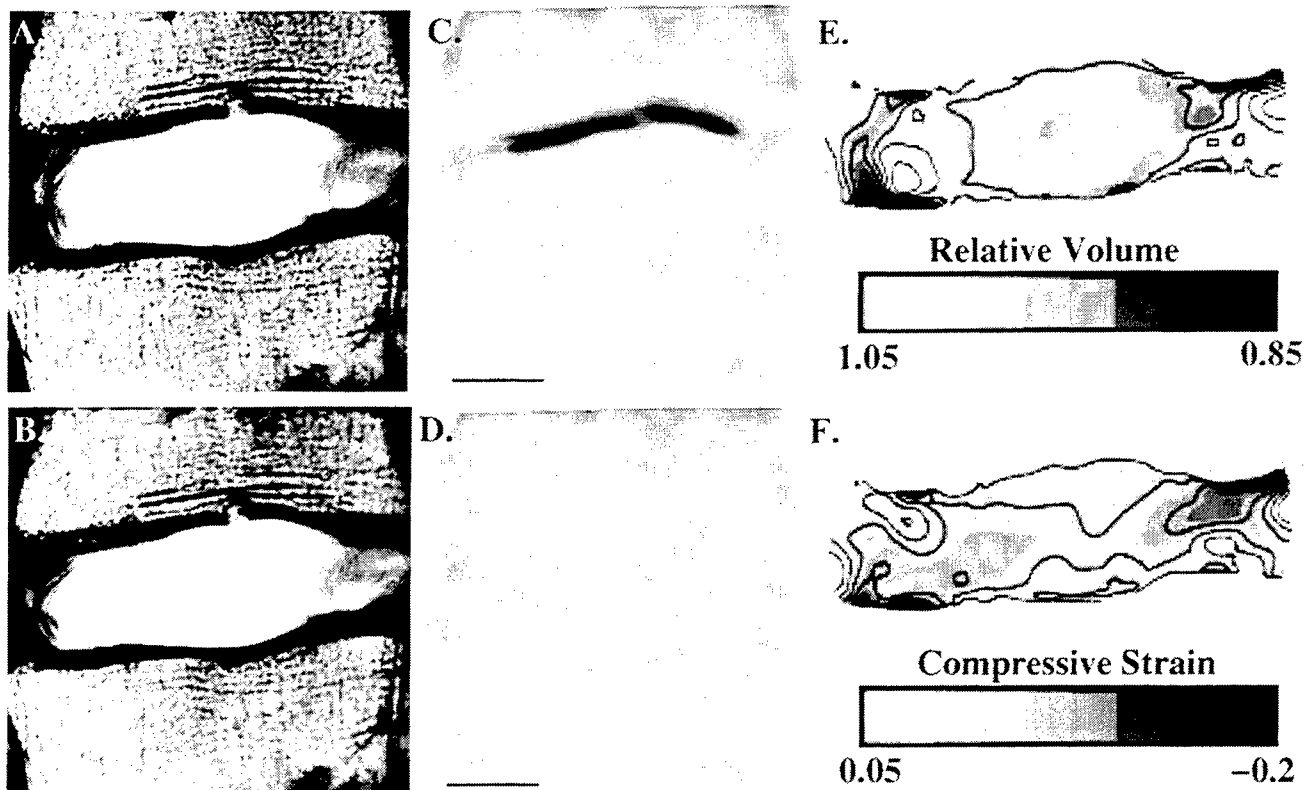 A.
C.
E.
Relative Volume
1.05 0.85
B.
D.
F.
Compressive Strain
0.05 −0.2